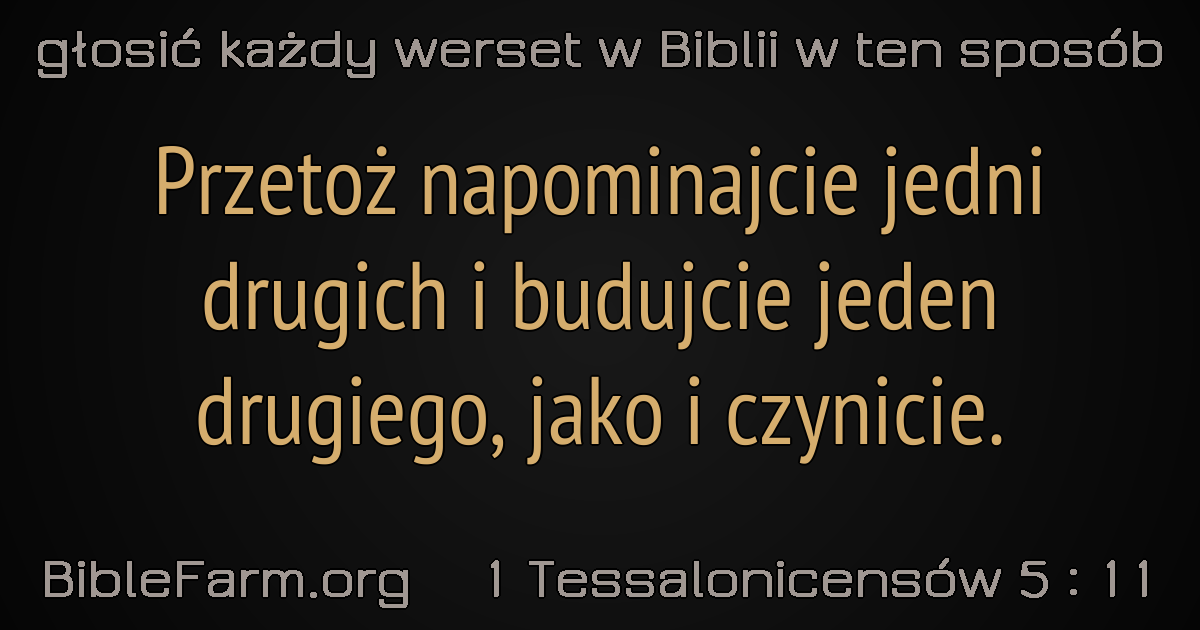 głosić każdy werset w Biblii w ten sposób
Przetoż napominajcie jedni
drugich i budujcie jeden
drugiego, jako i czynicie.
BibleFarm.org 1 Tessalonicensów 5 : 11